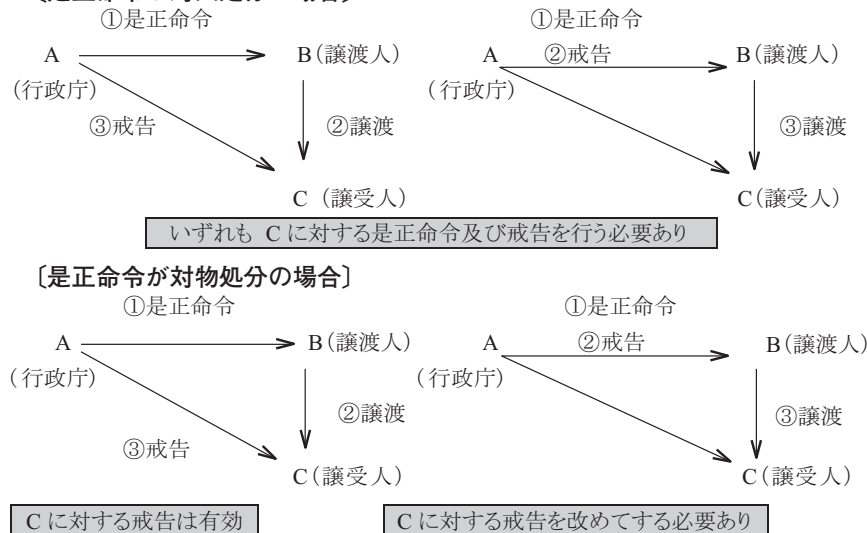 ①是正命令 ①是正命令
A B(譲渡人) A ②戒告 B(譲渡人)
(行政庁) (行政庁)
③戒告 ②譲渡 ③譲渡
C (譲受人) C(譲受人)
いずれも Cに対する是正命令及び戒告を行う必要あり
〔是正命令が対物処分の場合〕
①是正命令 ①是正命令
A B(譲渡人) A ②戒告 B(譲渡人)
(行政庁) (行政庁)
②譲渡 ③譲渡
③戒告
C(譲受人) C(譲受人)
Cに対する戒告は有効 Cに対する戒告を改めてする必要あり